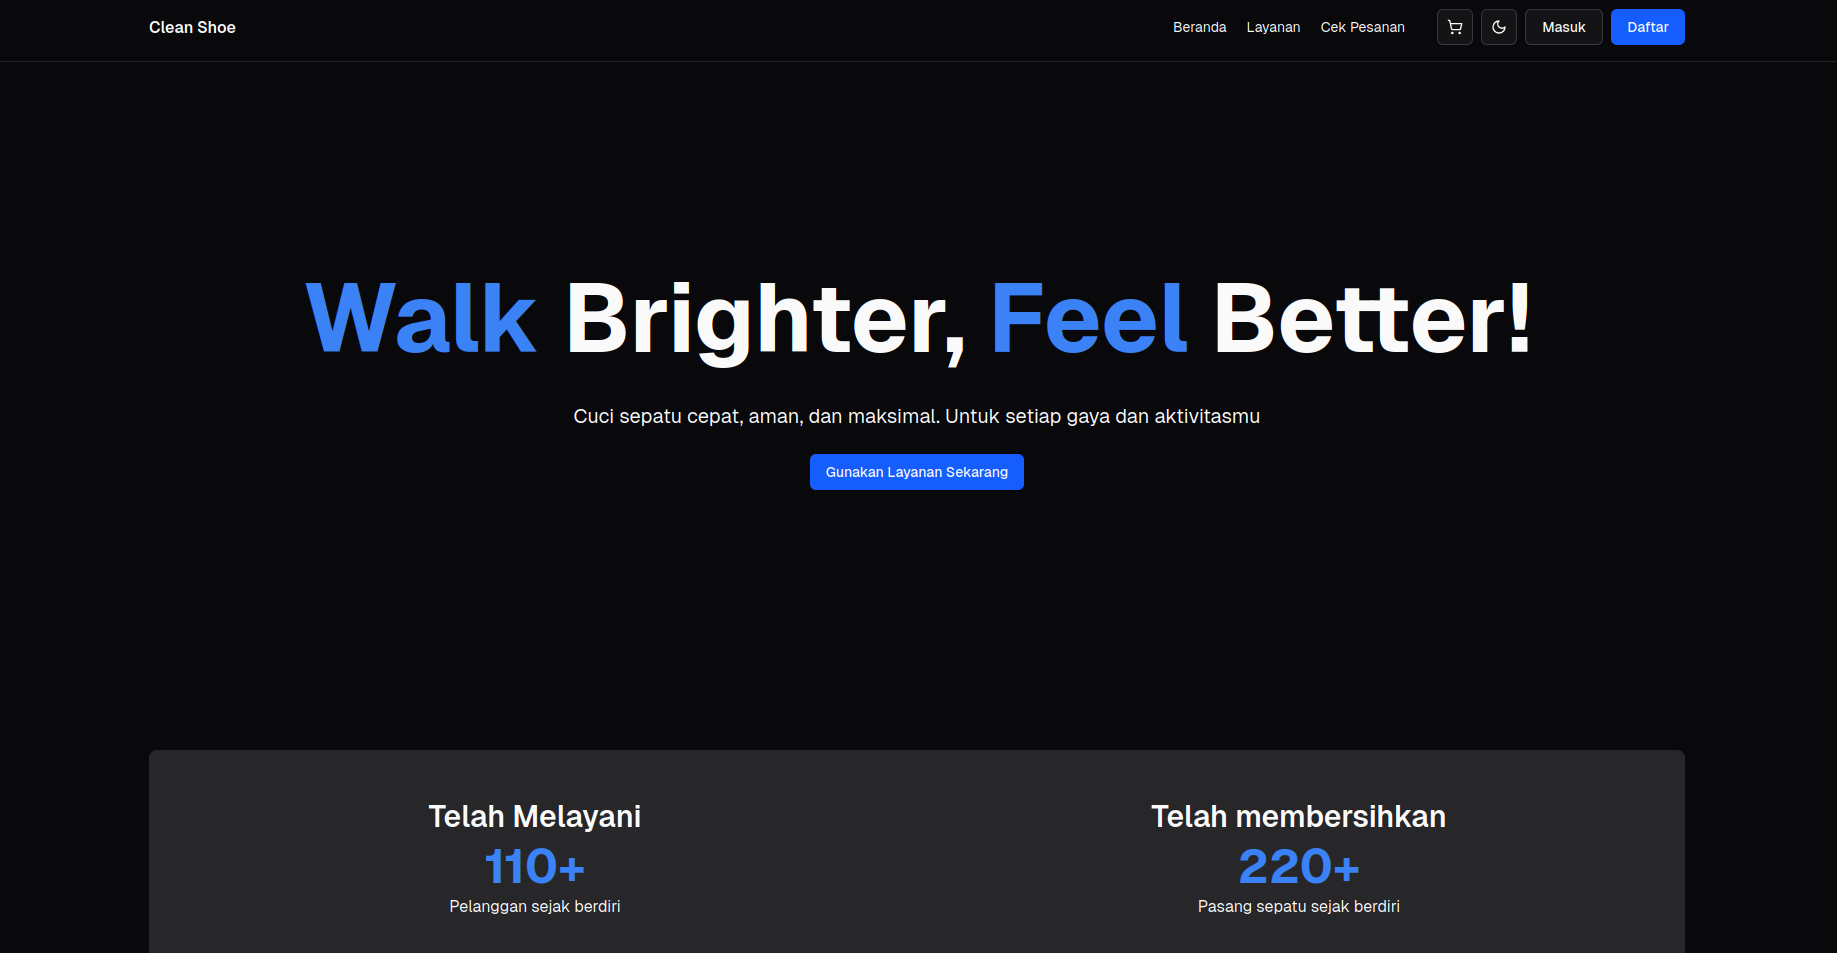 Clean Shoe
Beranda Layanan Cek Pesanan Masuk Daftar
Walk Brighter, Feel Better!
Cuci sepatu cepat, aman, dan maksimal. Untuk setiap gaya dan aktivitasmu
Gunakan Layanan Sekarang
Telah Melayani
110+
Pelanggan sejak berdiri
Telah membersihkan
220+
Pasang sepatu sejak berdiri